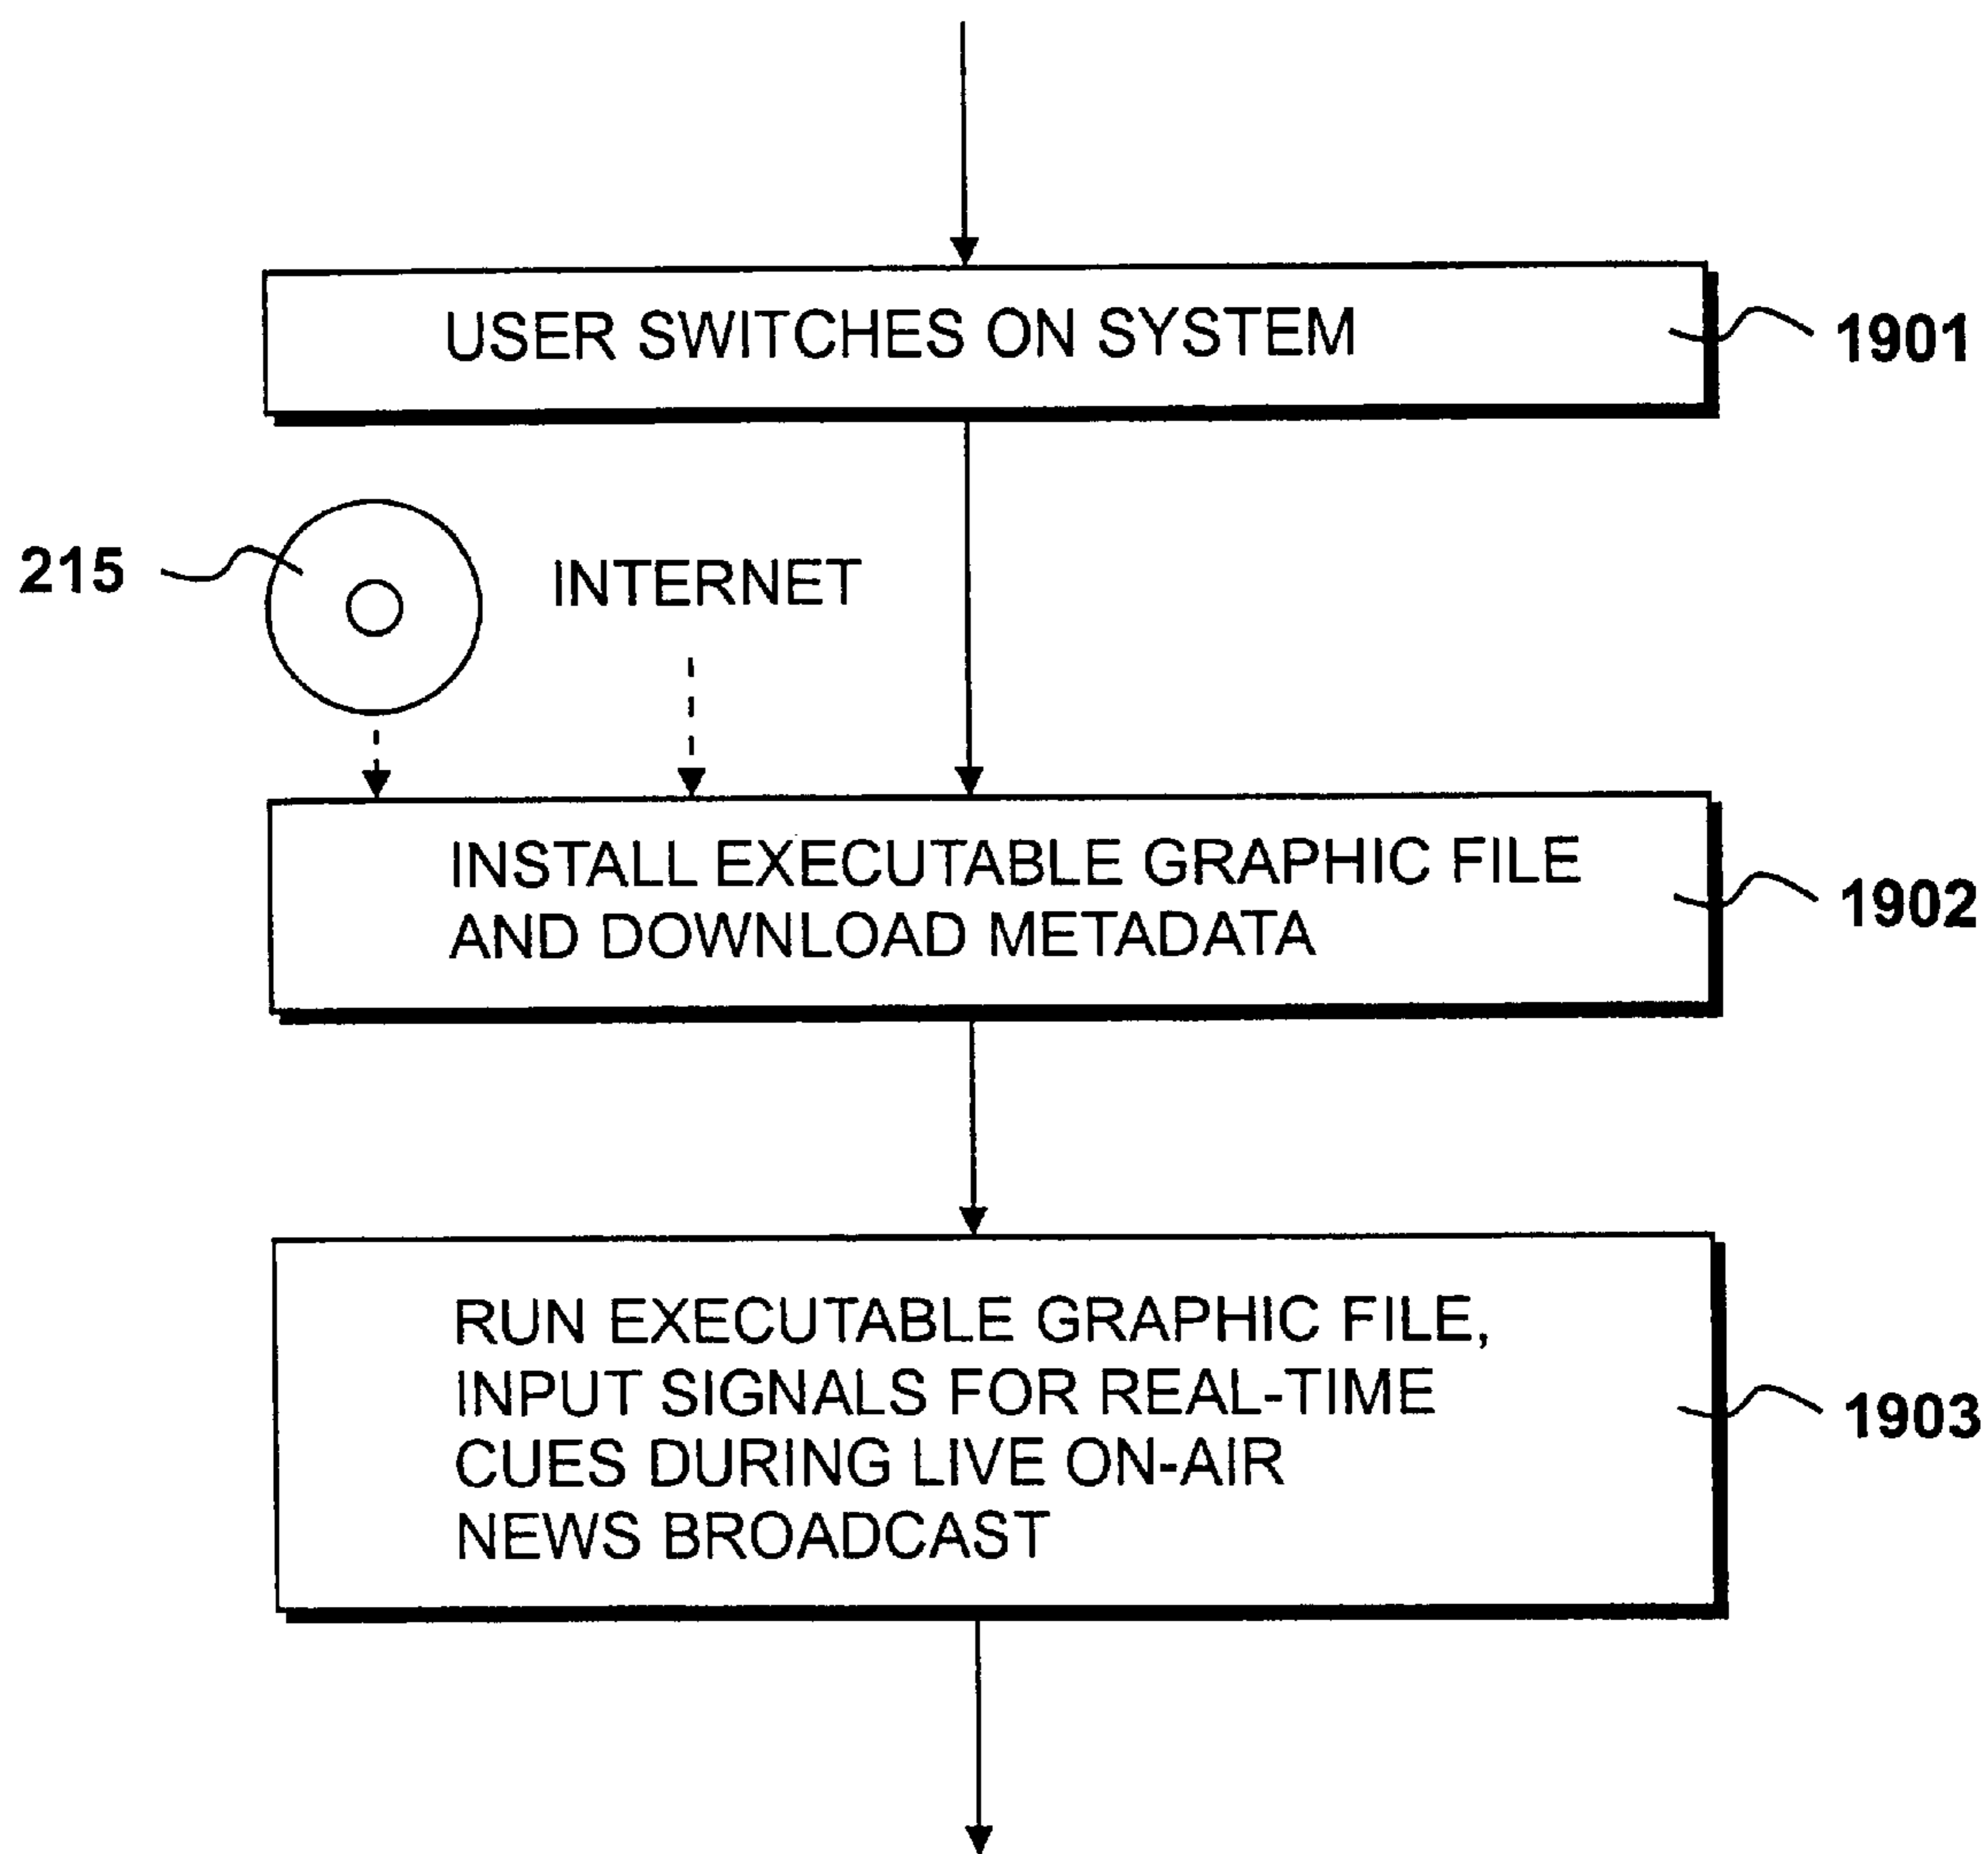 USER SWITCHES ON SYSTEM
1901
215
INTERNET
INSTALL EXECUTABLE GRAPHIC FILE
AND DOWNLOAD METADATA
1902
RUN EXECUTABLE GRAPHIC FILE,
INPUT SIGNALS FOR REAL-TIME
CUES DURING LIVE ON-AIR
NEWS BROADCAST
1903